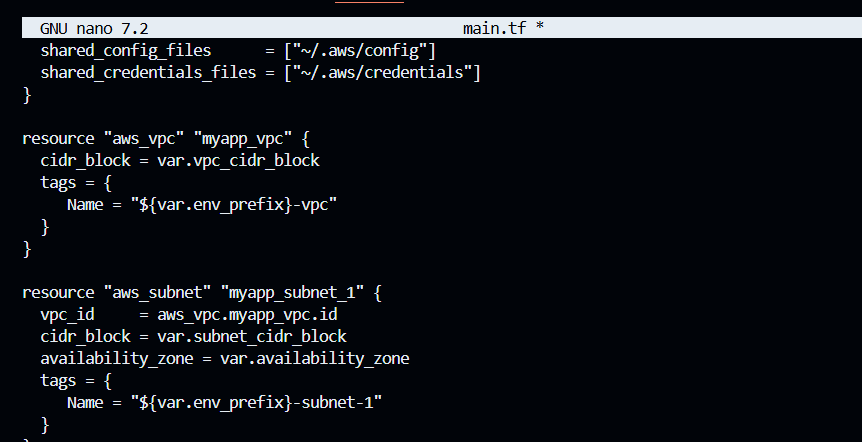 GNU nano 7.2 main.tf *
shared_config_files = ["~/.aws/config"]
shared_credentials_files = ["~/.aws/credentials"]
}
resource "aws_vpc" "myapp_vpc" {
cidr_block = var.vpc_cidr_block
tags = {
Name = "${var.env_prefix}-vpc"
}
}
resource "aws_subnet" "myapp_subnet_1" {
vpc_id = aws_vpc.myapp_vpc.id
cidr_block = var.subnet_cidr_block
availability_zone = var.availability_zone
tags = {
Name = "${var.env_prefix}-subnet-1"
}